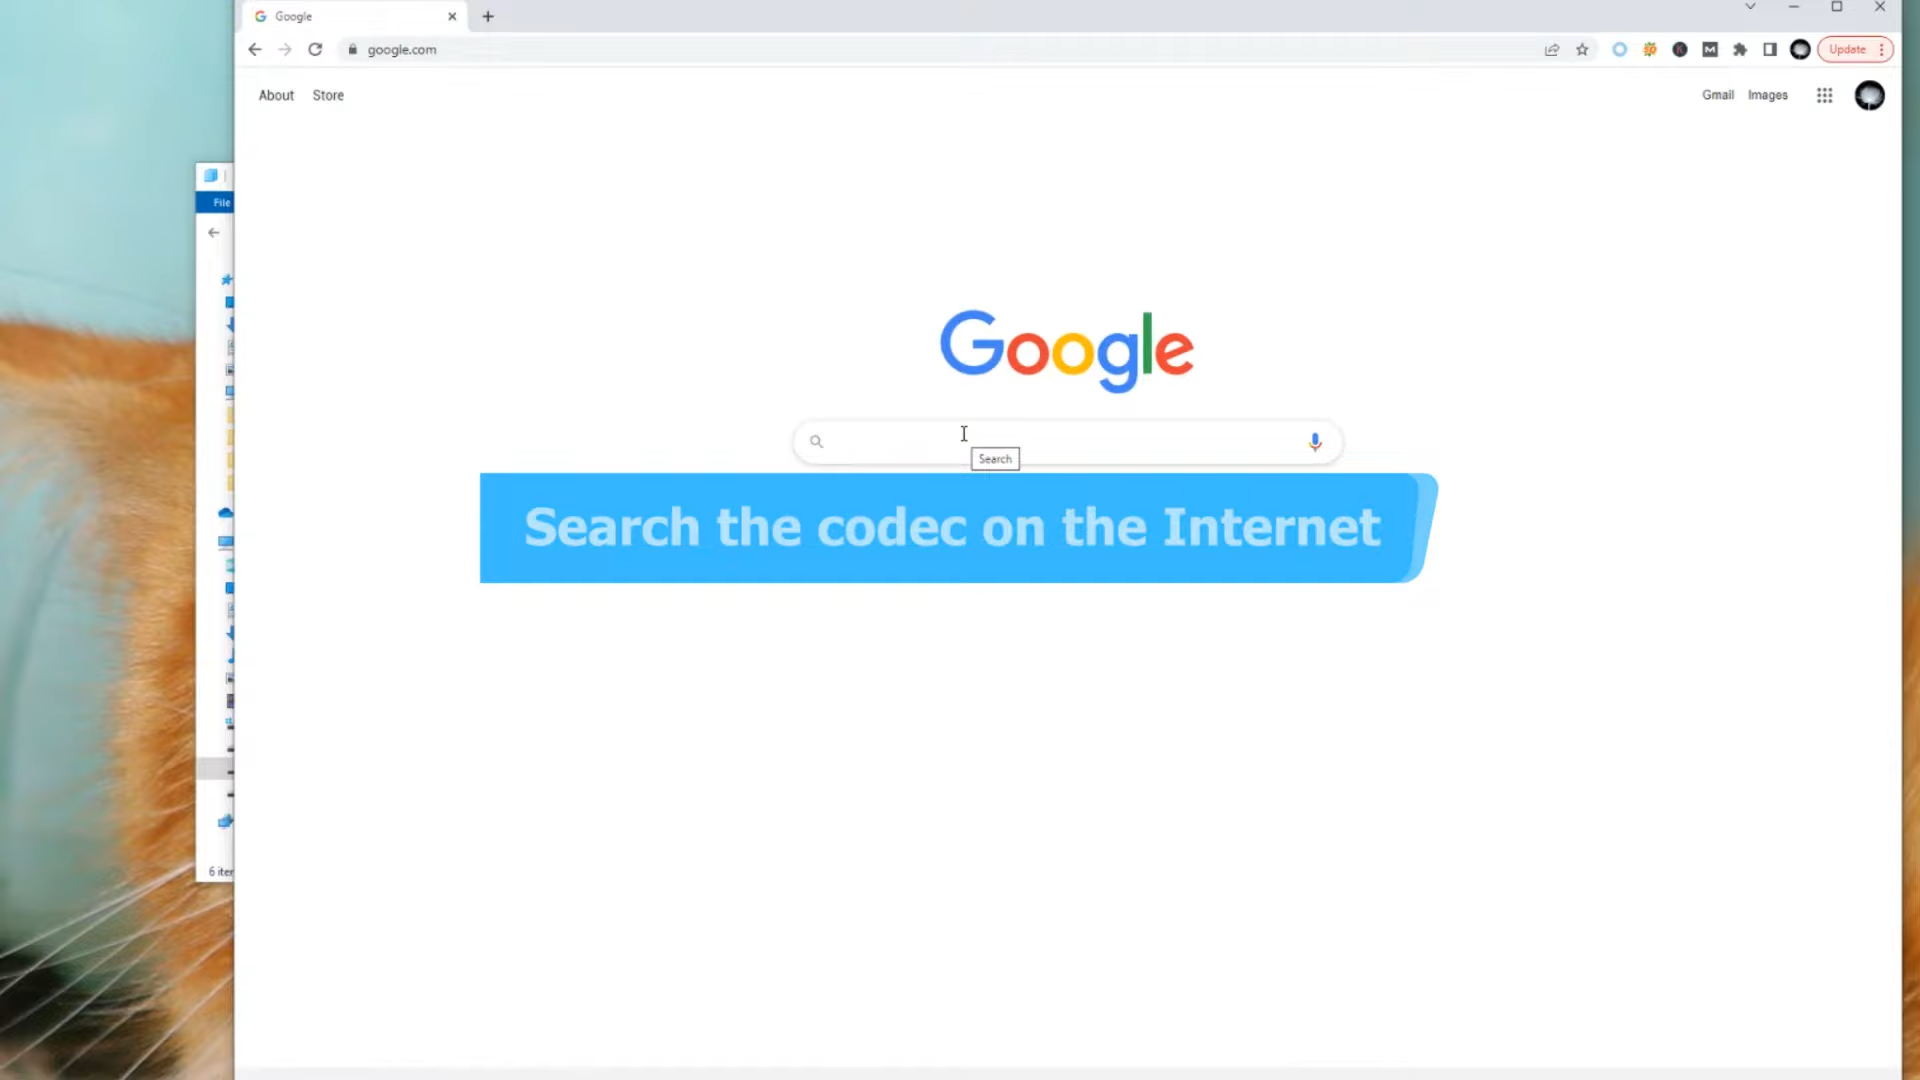 Google
google.com
Update
About Store
Gmail Images
File
Google
Search
Search the codec on the Internet